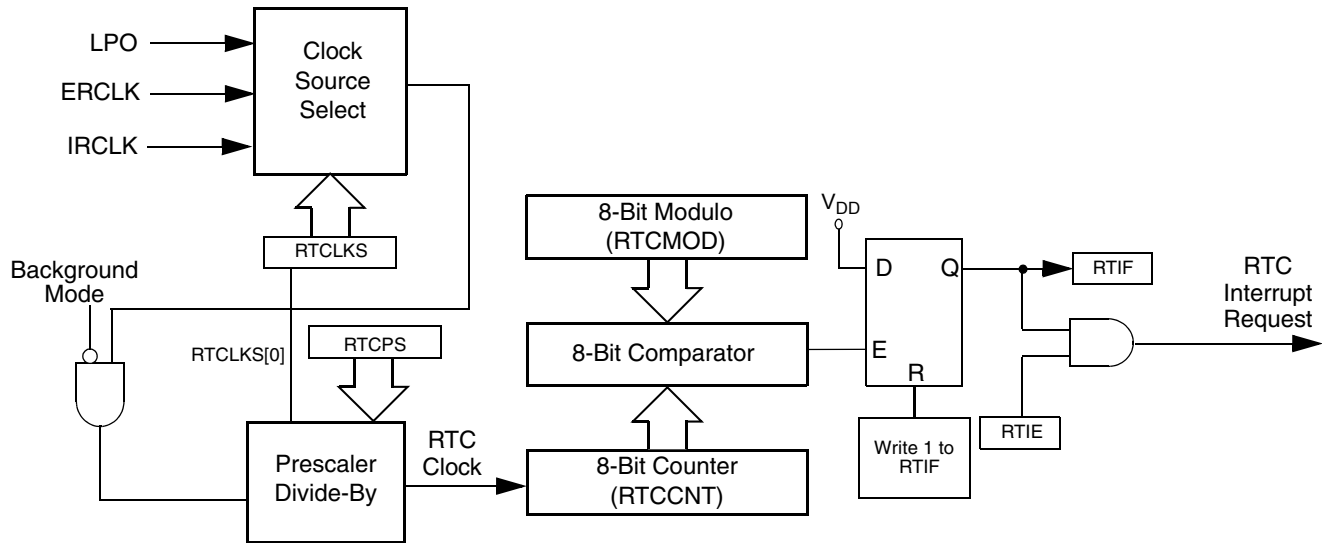 LPO
ERCLK
IRCLK
Clock
Source
Select
RTCLKS
Background
Mode
RTCLKS[0]
RTCPS
Prescaler
Divide-By
RTC
Clock
8-Bit Modulo
(RTCMOD)
8-Bit Comparator
8-Bit Counter
(RTCCNT)
VDD
D
Q
E
R
Write 1 to
RTIF
RTIF
RTIE
RTC
Interrupt
Request